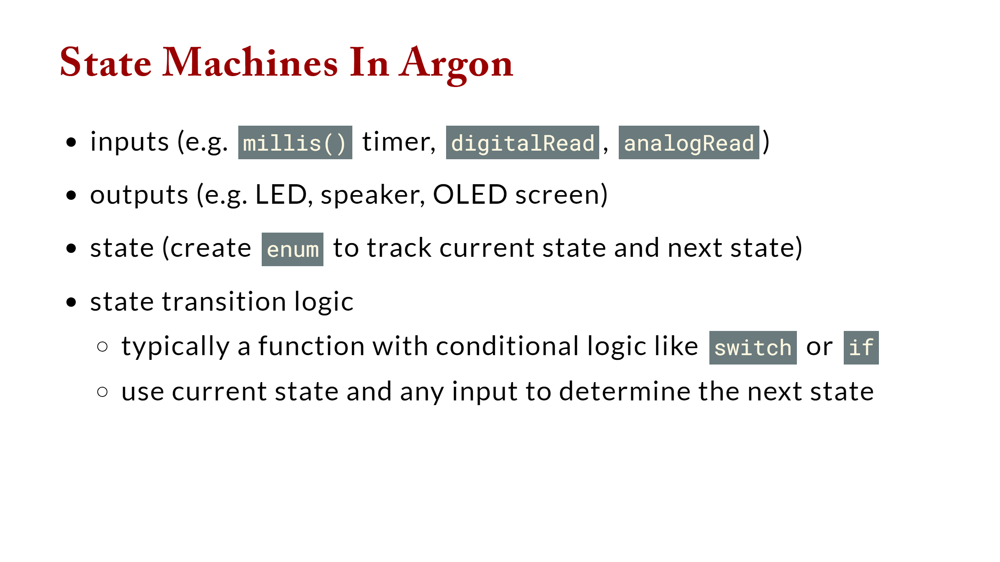 State Machines In Argon
• inputs (e.g. millis() timer, digitalRead, analogRead)
• outputs (e.g. LED, speaker, OLED screen)
• state (create enum to track current state and next state)
• state transition logic
○ typically a function with conditional logic like switch or if
○ use current state and any input to determine the next state